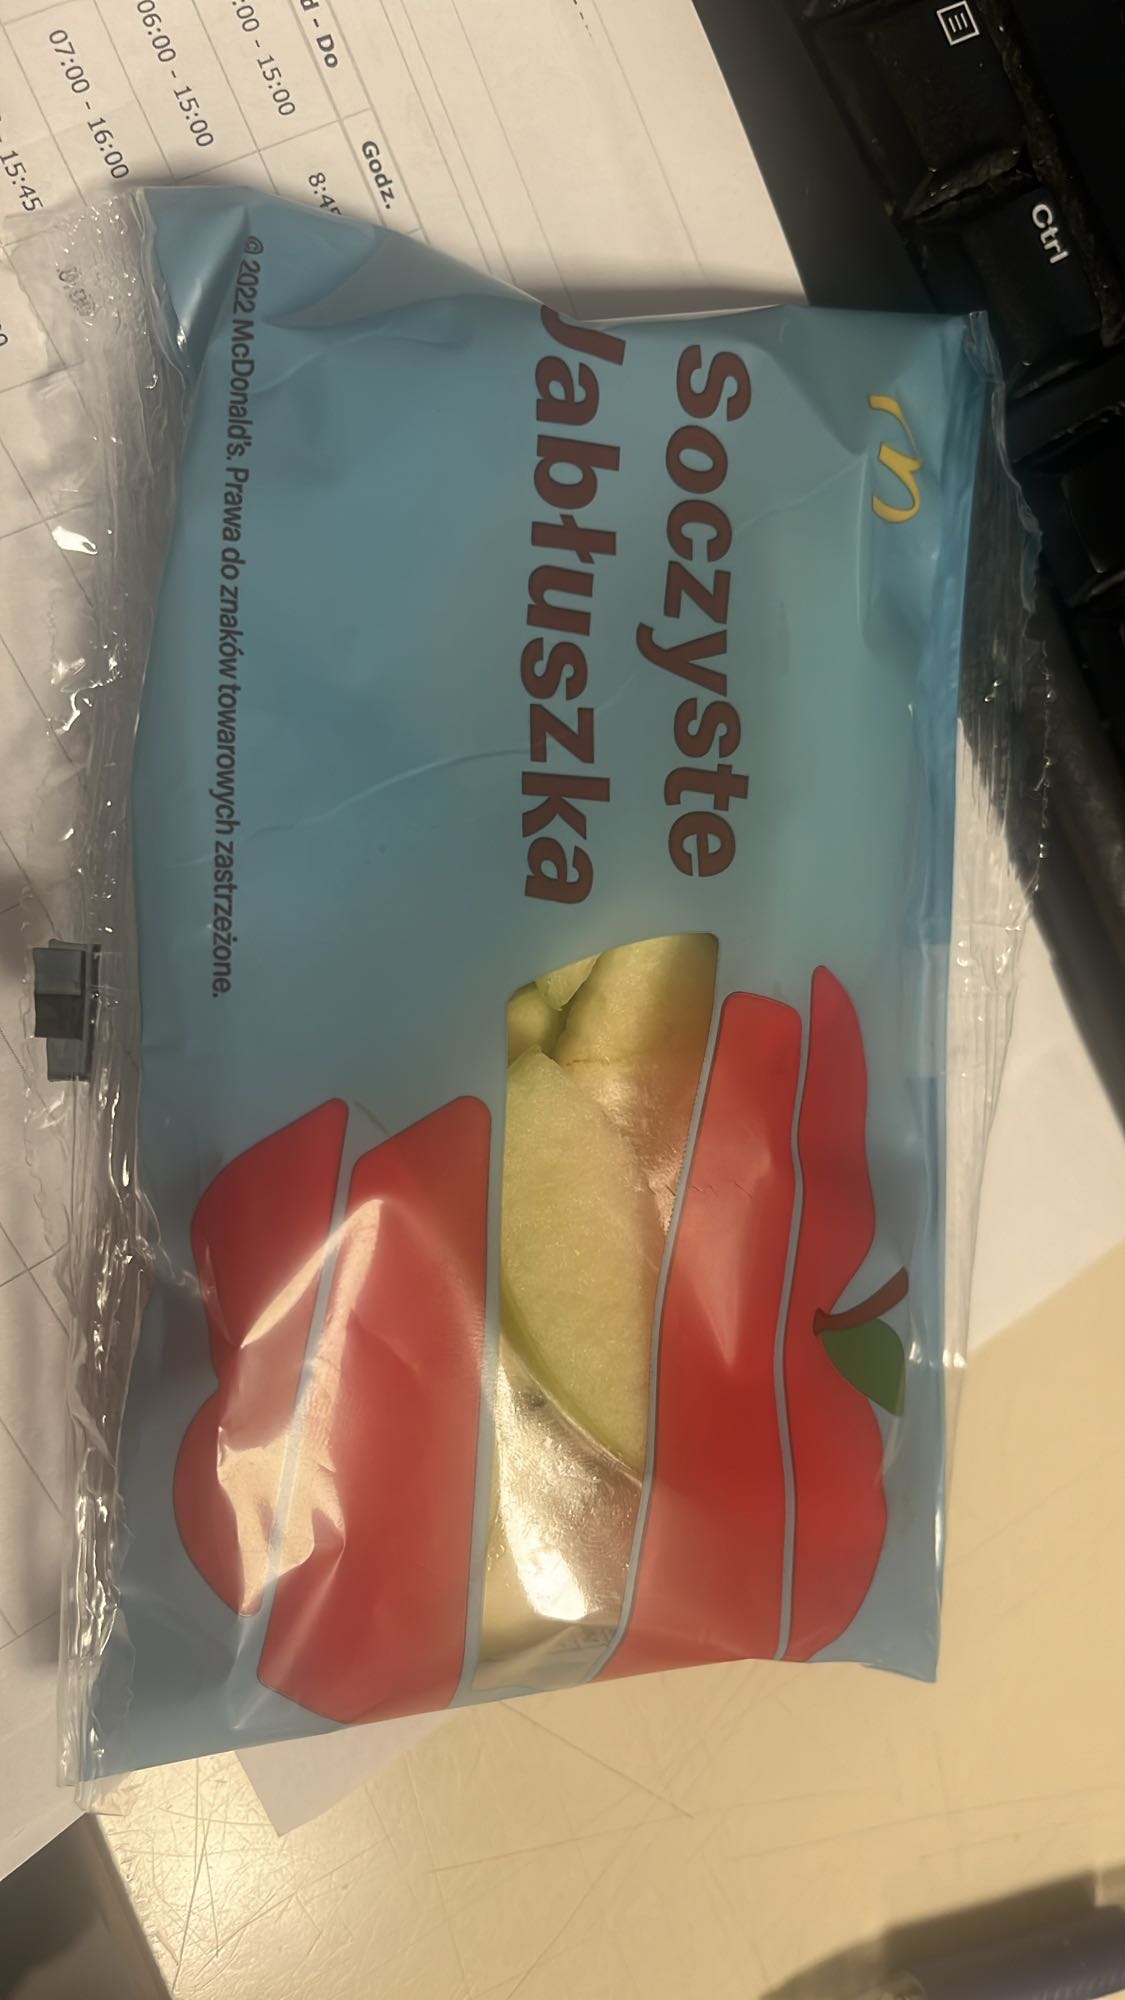 Soczyste
Jabłuszka
© 2022 McDonald's. Prawa do znaków towarowych zastrzeżone.
Ctrl
Godz.
d - Do
:00 - 15:00
06:00 - 15:00
07:00 - 16:00
15:45